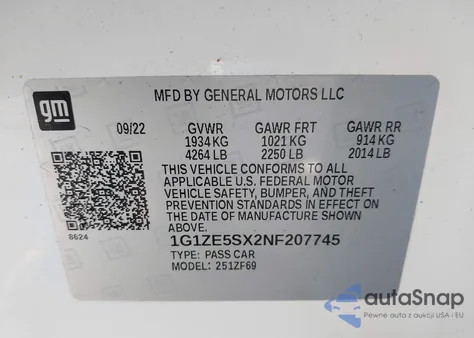 gm
MFD BY GENERAL MOTORS LLC
09/22 GVWR GAWR FRT GAWR RR
1934 KG 1021 KG 914 KG
4264 LB 2250 LB 2014 LB
THIS VEHICLE CONFORMS TO ALL
APPLICABLE U.S. FEDERAL MOTOR
VEHICLE SAFETY, BUMPER, AND THEFT
PREVENTION STANDARDS IN EFFECT ON
THE DATE OF MANUFACTURE SHOWN
ABOVE.
8624
1G1ZE5SX2NF207745
TYPE: PASS CAR
MODEL: 251ZF69
autoSnap
Pewne auta z aukcji USA i EU